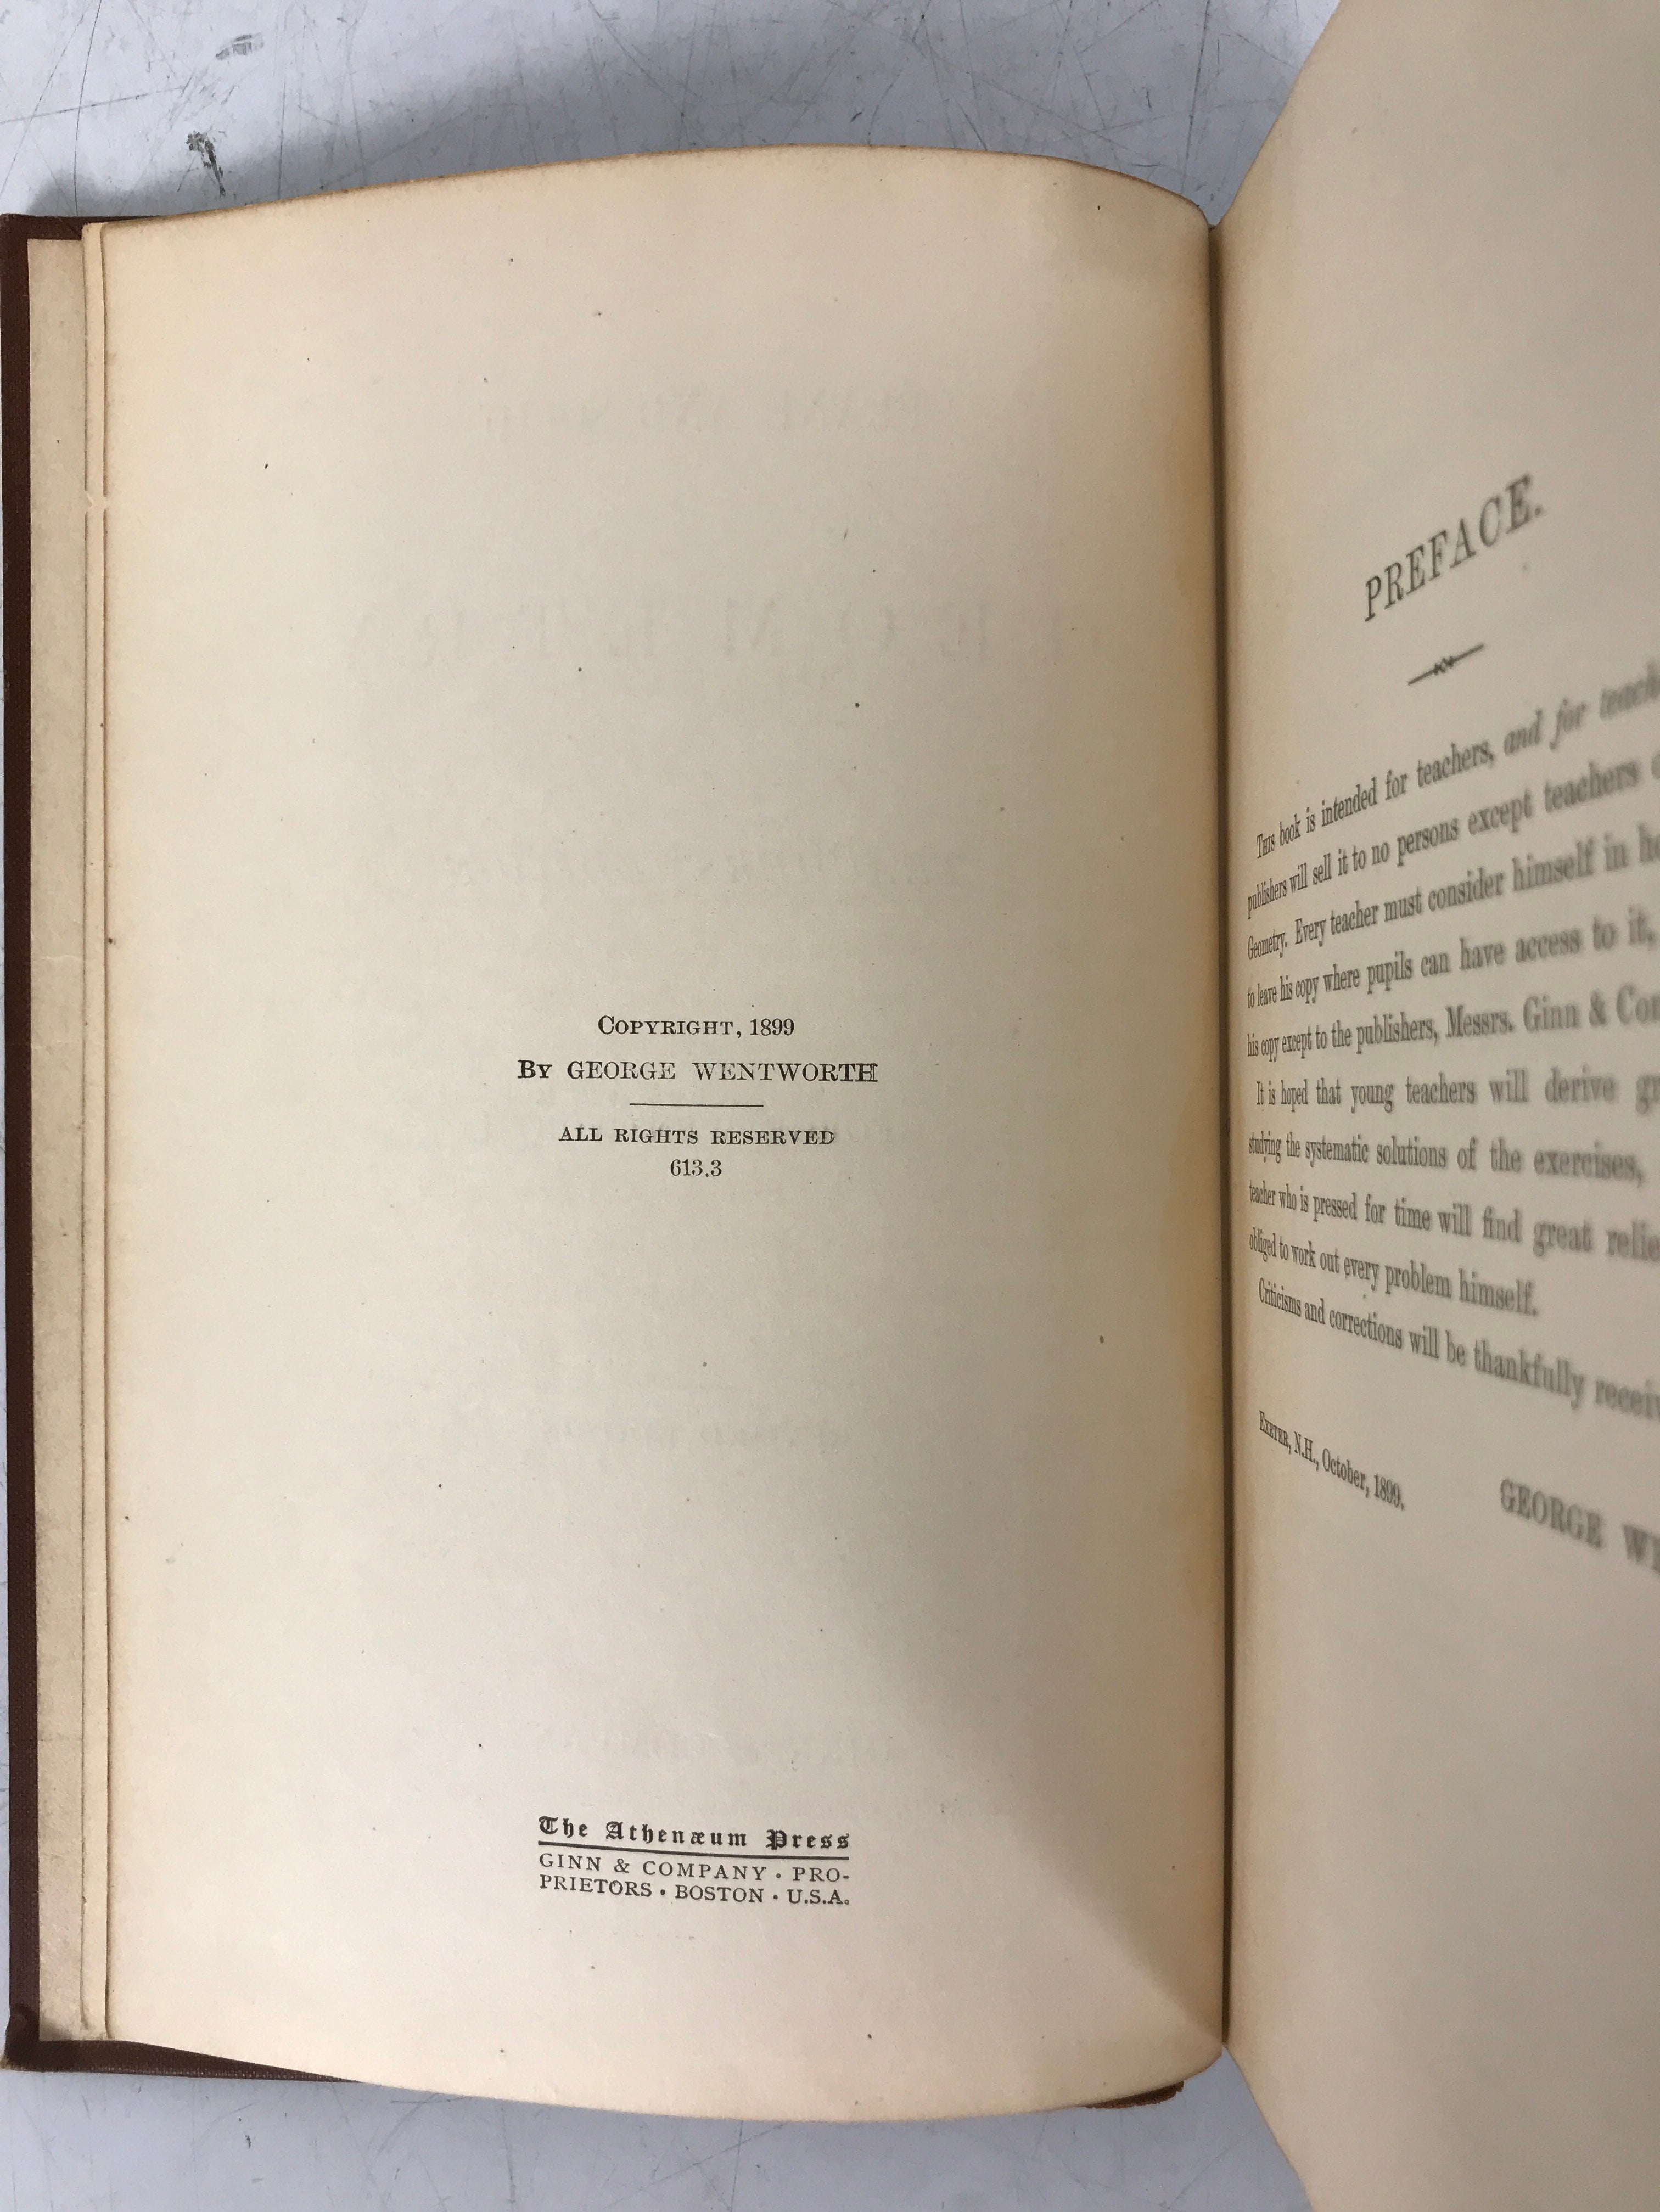 COPYRIGHT, 1899
BY GEORGE WENTWORTH
ALL RIGHTS RESERVED
613.3
The Athenæum Press
GINN & COMPANY · PRO-
PRIETORS · BOSTON · U.S.A.
PREFACE.
THIS book is intended for teachers, and for
publishers will sell it to no persons except teachers
Geometry. Every teacher must consider himself in
to leave his copy where pupils can have access to it,
his copy except to the publishers, Messrs. Ginn &
It is hoped that young teachers will derive
studying the systematic solutions of the exercises,
teacher who is pressed for time will find great
obliged to work out every problem himself.
Criticisms and corrections will be thankfully
EXETER, N.H., October, 1899.
GEORGE